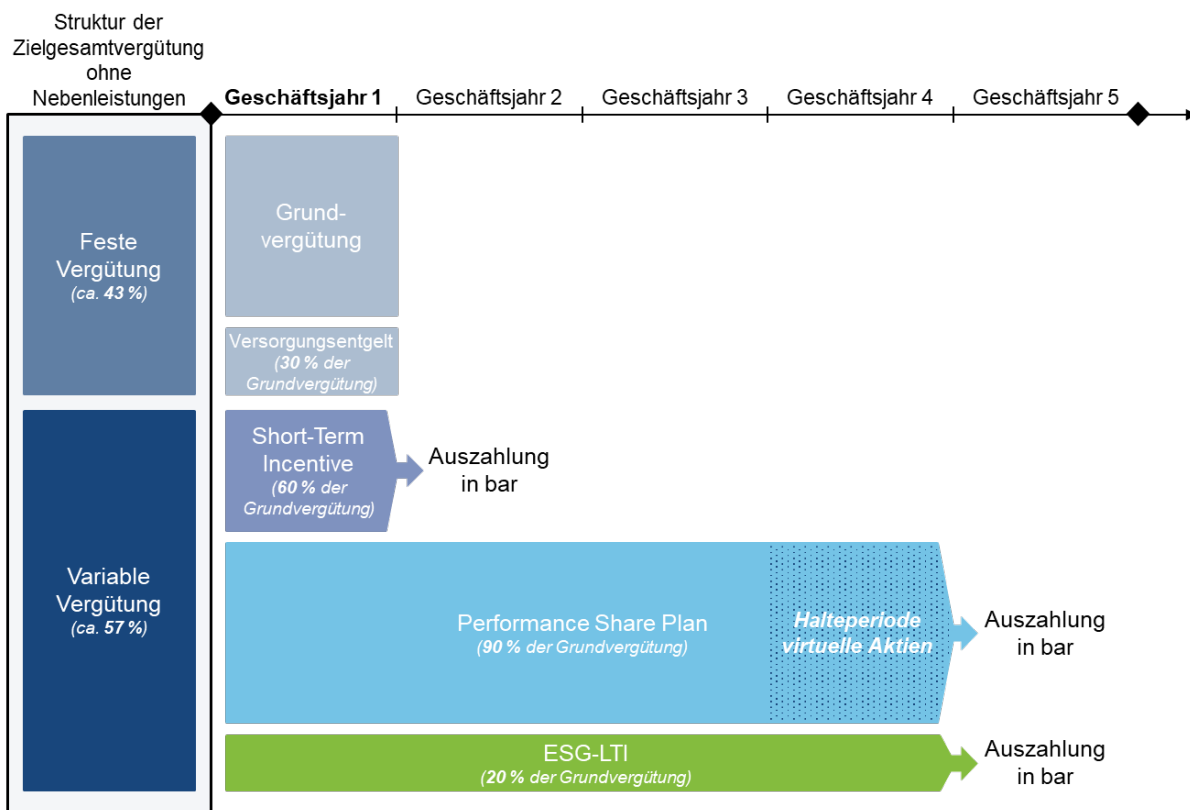 Struktur der
Zielgesamtvergütung
ohne
Nebenleistungen
Geschäftsjahr 1
Geschäftsjahr 2
Geschäftsjahr 3
Geschäftsjahr 4
Geschäftsjahr 5
Feste
Vergütung
(ca. 43 %)
Grund-
vergütung
Versorgungsentgelt
(30 % der
Grundvergütung)
Variable
Vergütung
(ca. 57 %)
Short-Term
Incentive
(60 % der
Grundvergütung)
Auszahlung
in bar
Performance Share Plan
(90 % der Grundvergütung)
Halteperiode
virtuelle Aktien
Auszahlung
in bar
ESG-LTI
(20 % der Grundvergütung)
Auszahlung
in bar